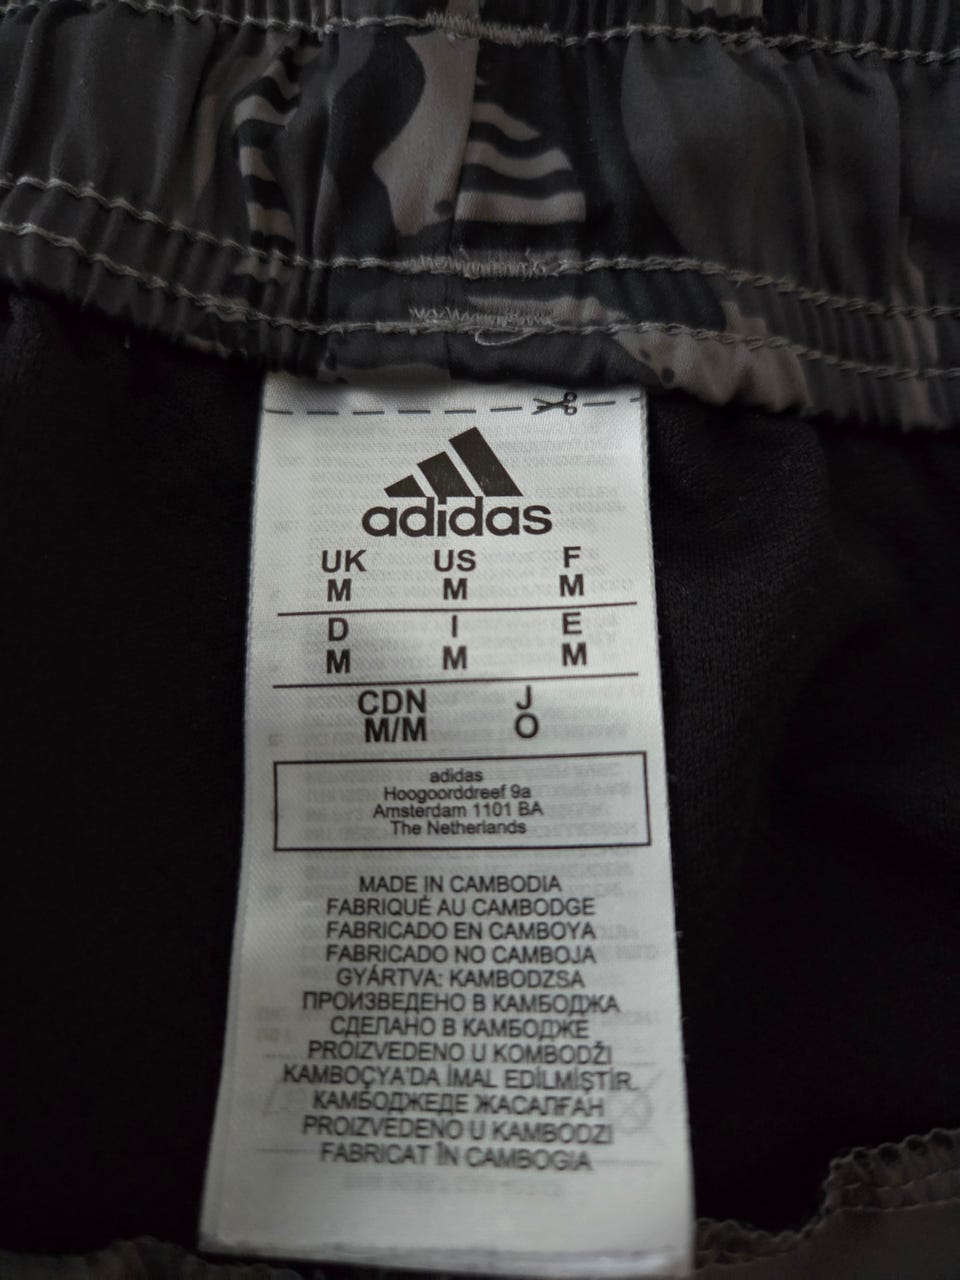 adidas
UK US F
M M M
D I E
M M M
CDN J
M/M O
adidas
Hoogoorddreef 9a
Amsterdam 1101 BA
The Netherlands
MADE IN CAMBODIA
FABRIQUÉ AU CAMBODGE
FABRICADO EN CAMBOYA
FABRICADO NO CAMBOJA
GYÁRTVA: KAMBODZSA
ПРОИЗВЕДЕНО В КАМБОДЖА
СДЕЛАНО В КАМБОДЖЕ
PROIZVEDENO U KOMBODŽI
KAMBOÇYA'DA İMAL EDİLMİŞTİR.
КАМБОДЖЕДЕ ЖАСАЛҒАН
PROIZVEDENO U KAMBODZI
FABRICAT ÎN CAMBOGIA